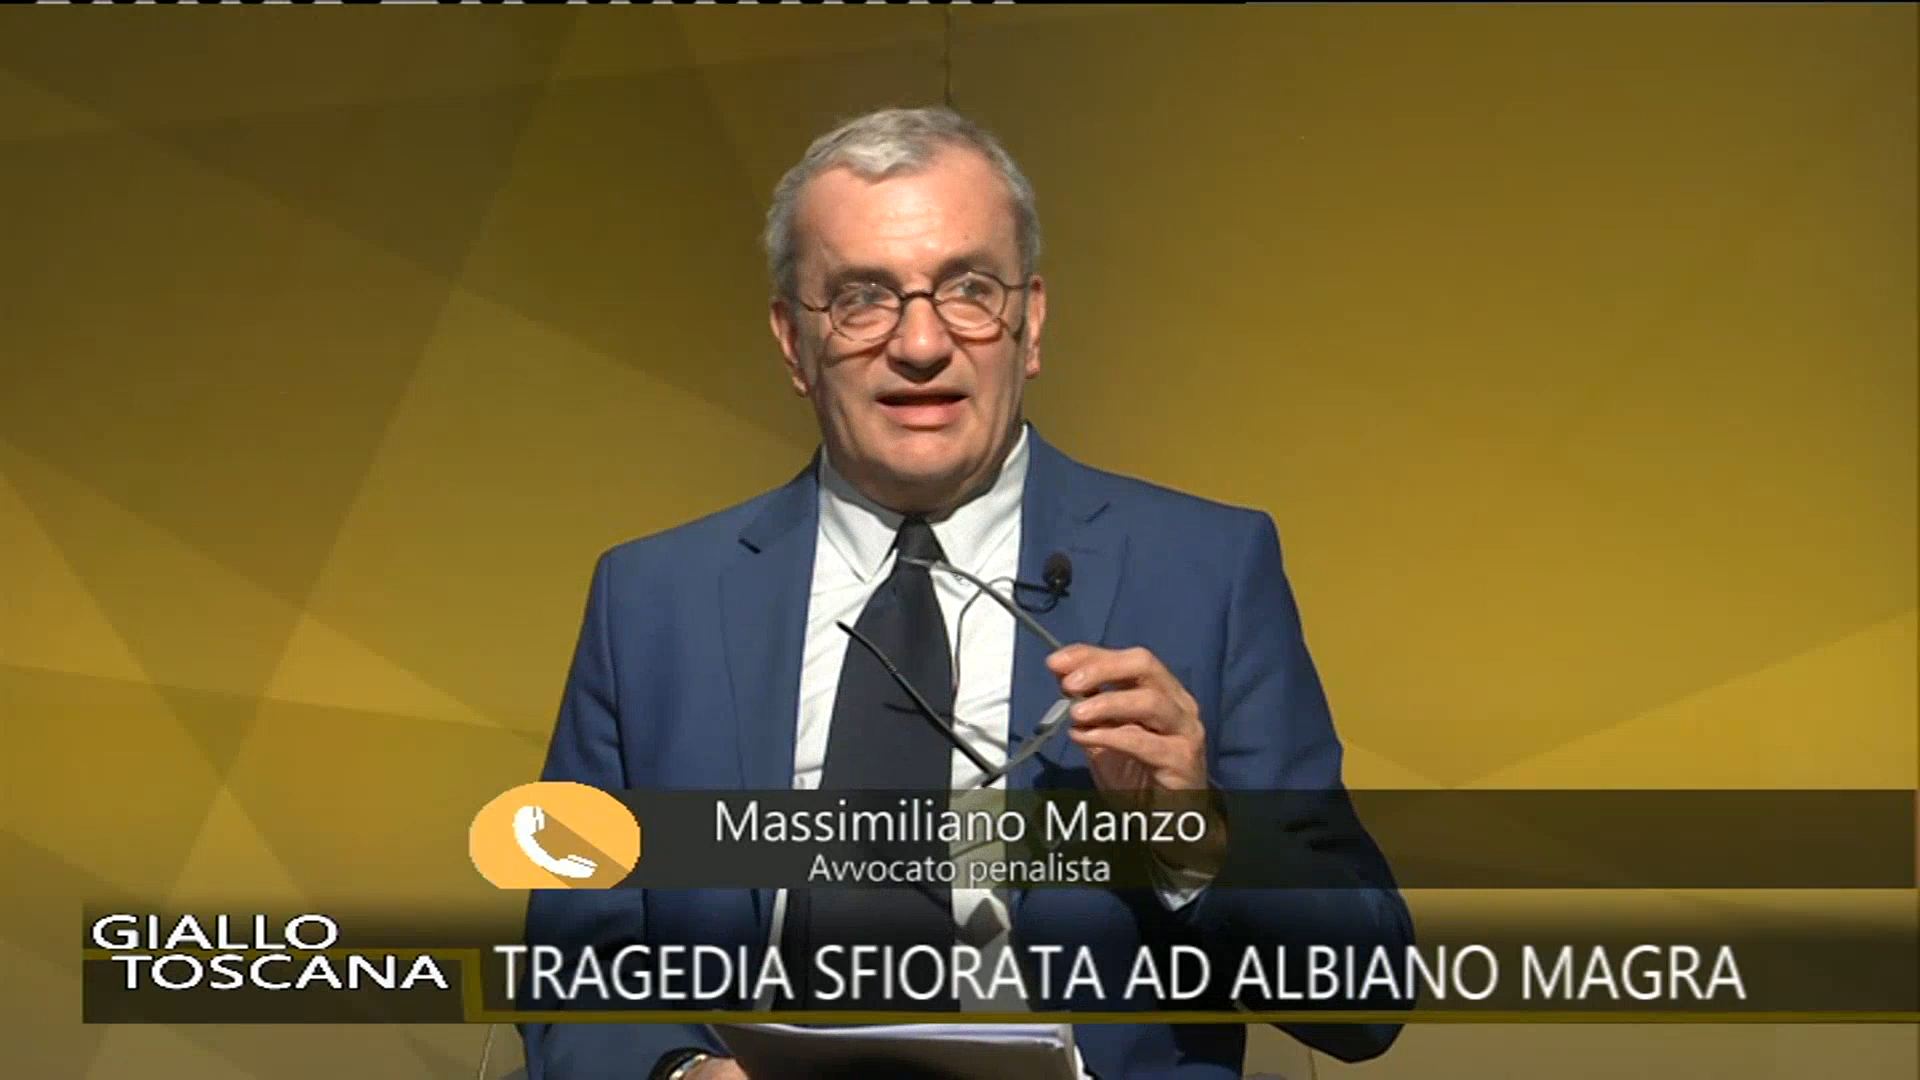 Massimiliano Manzo
Avvocato penalista
GIALLO
TOSCANA
TRAGEDIA SFIORATA AD ALBIANO MAGRA